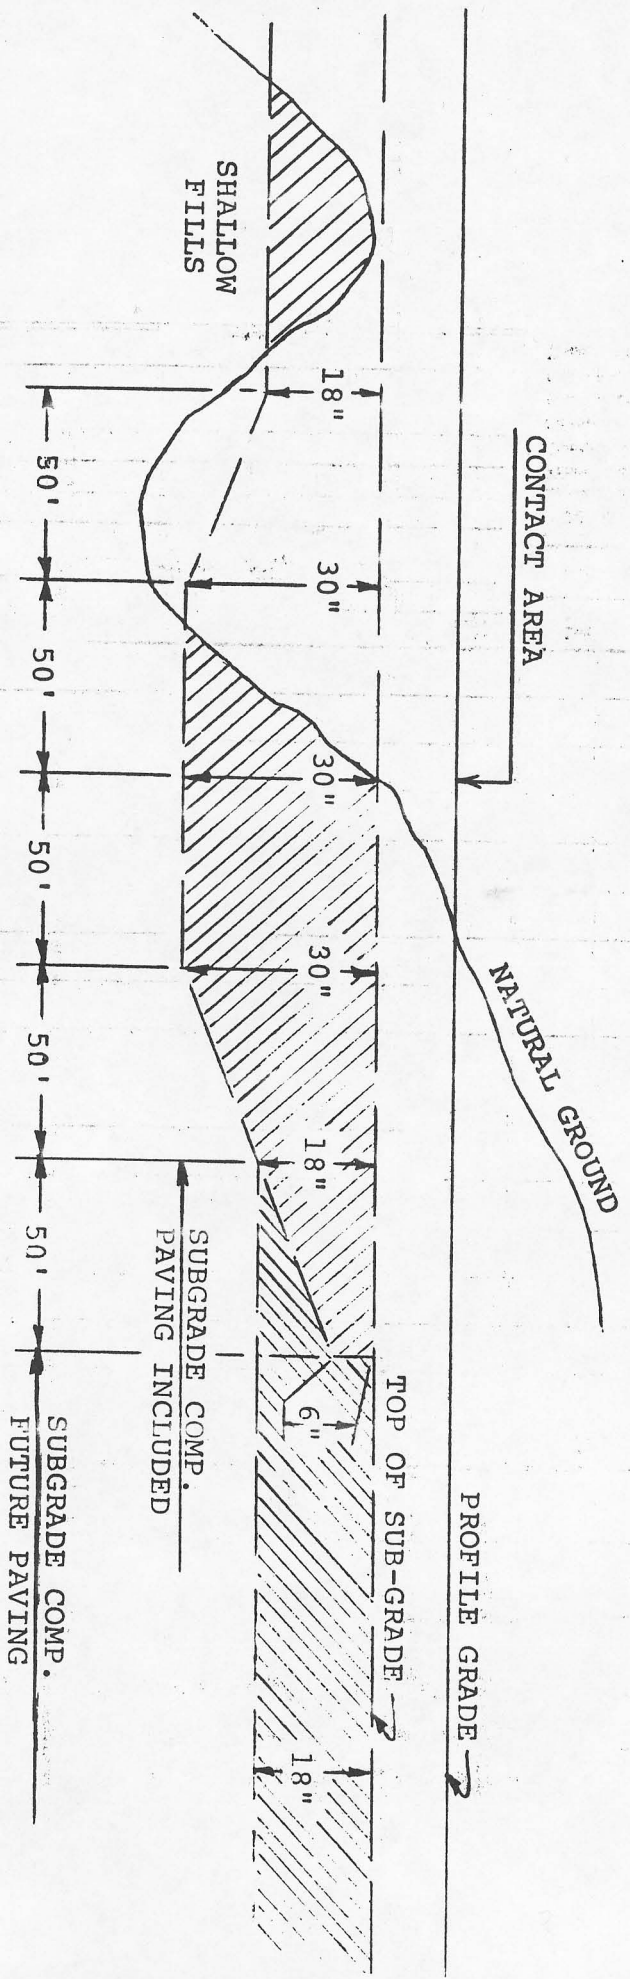 PROFILE GRADE
TOP OF SUB-GRADE
CONTACT AREA
NATURAL GROUND
SHALLOW
FILLS
18"
30"
30"
30"
18"
6"
18"
50'
50'
50'
50'
50'
SUBGRADE COMP.
PAVING INCLUDED
SUBGRADE COMP.
FUTURE PAVING